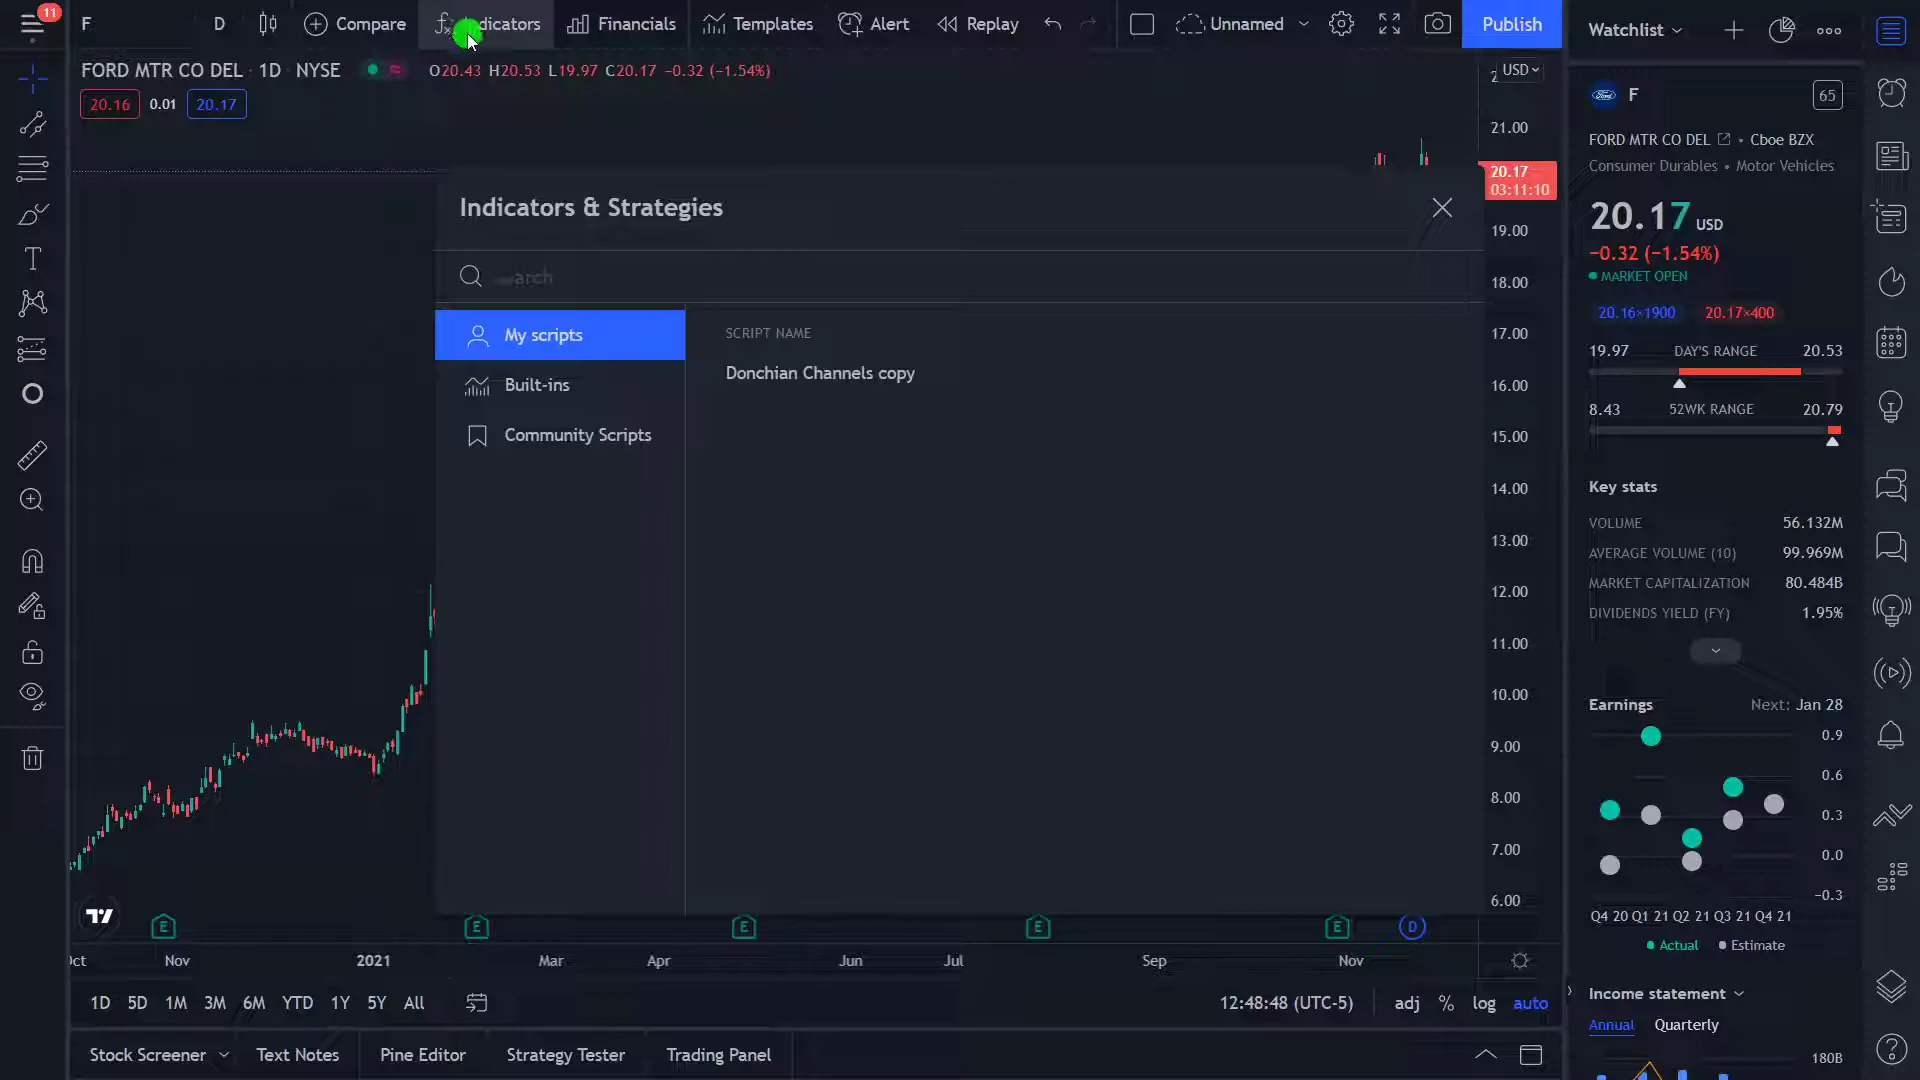 11
F
D
Compare
Indicators
Financials
Templates
Alert
Replay
Unnamed
Publish
Watchlist
FORD MTR CO DEL · 1D · NYSE
O20.43 H20.53 L19.97 C20.17 −0.32 (−1.54%)
20.16 0.01 20.17
USD
21.00
20.17
03:11:10
19.00
18.00
17.00
16.00
15.00
14.00
13.00
12.00
11.00
10.00
9.00
8.00
7.00
6.00
Indicators & Strategies
My scripts
Built-ins
Community Scripts
SCRIPT NAME
Donchian Channels copy
E E E E E D
Nov 2021 Mar Apr Jun Jul Sep Nov
1D 5D 1M 3M 6M YTD 1Y 5Y All
12:48:48 (UTC-5) adj % log auto
Stock Screener Text Notes Pine Editor Strategy Tester Trading Panel
Ford
F
65
FORD MTR CO DEL • Cboe BZX
Consumer Durables • Motor Vehicles
20.17 USD
−0.32 (−1.54%)
MARKET OPEN
20.16×1900 20.17×400
19.97 DAY'S RANGE 20.53
8.43 52WK RANGE 20.79
Key stats
VOLUME 56.132M
AVERAGE VOLUME (10) 99.969M
MARKET CAPITALIZATION 80.484B
DIVIDENDS YIELD (FY) 1.95%
Earnings Next: Jan 28
0.9
0.6
0.3
0.0
−0.3
Q4 20 Q1 21 Q2 21 Q3 21 Q4 21
Actual Estimate
Income statement
Annual Quarterly
180B